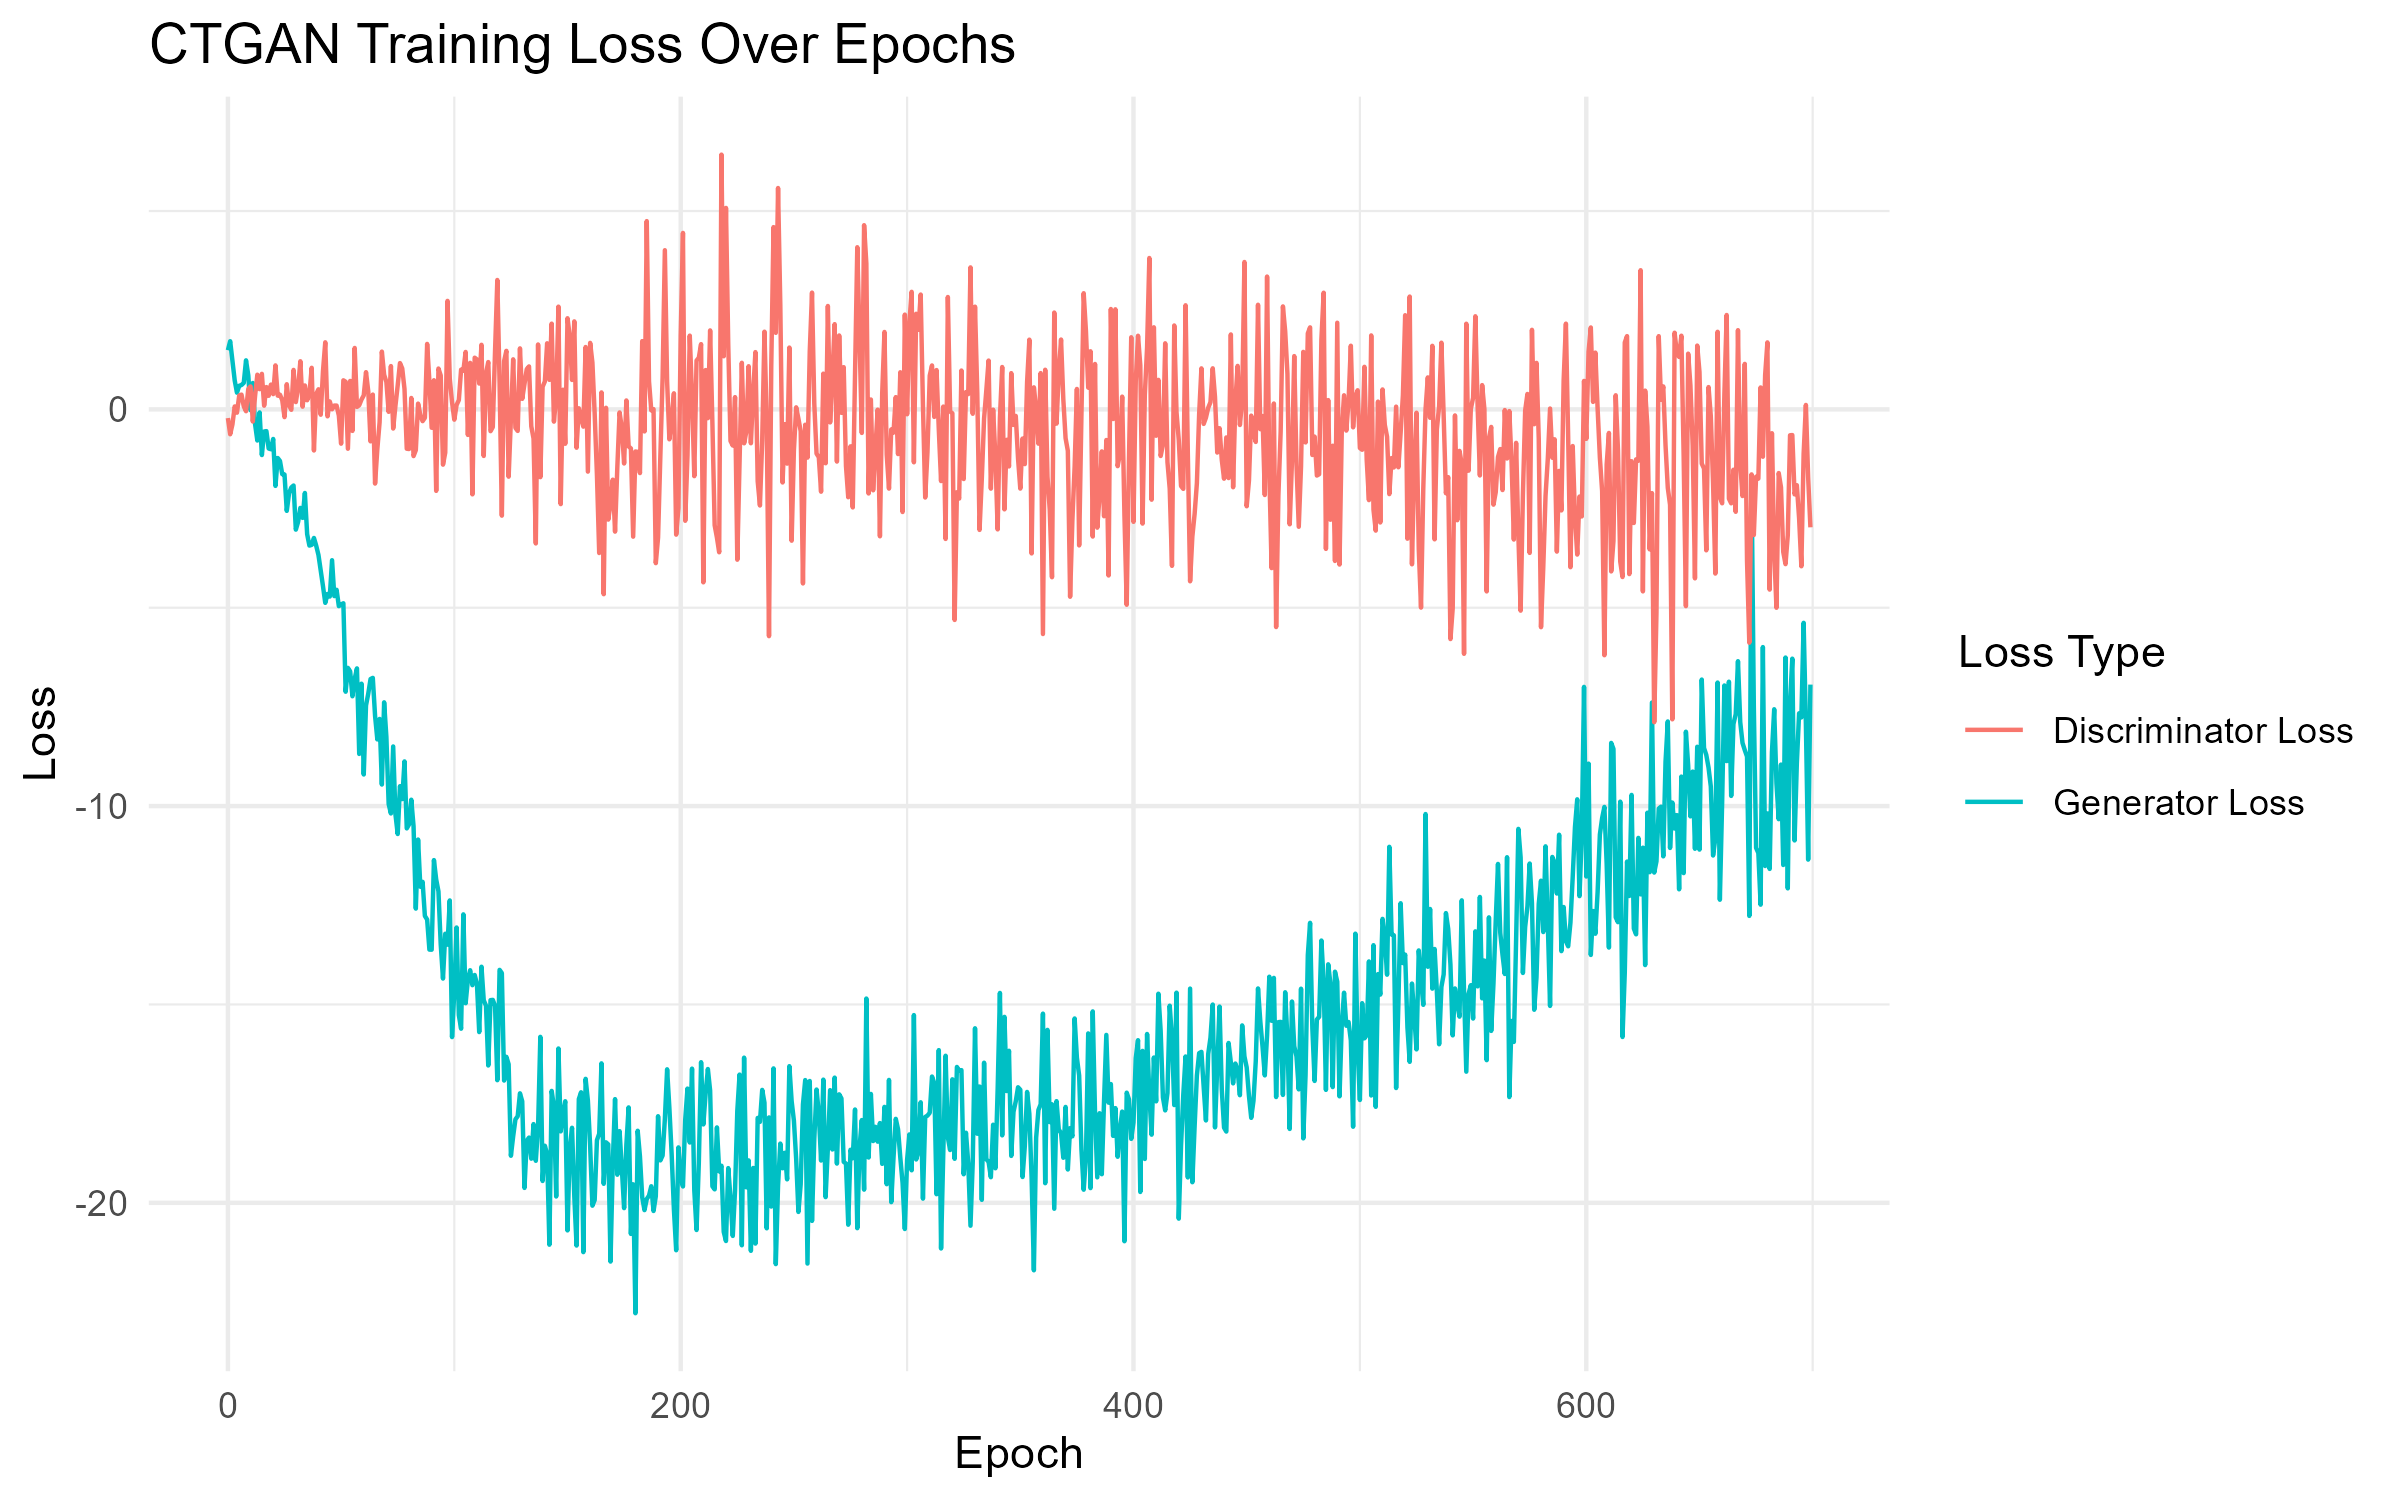 CTGAN Training Loss Over Epochs
0
-10
-20
Loss
0
200
400
600
Epoch
Loss Type
Discriminator Loss
Generator Loss